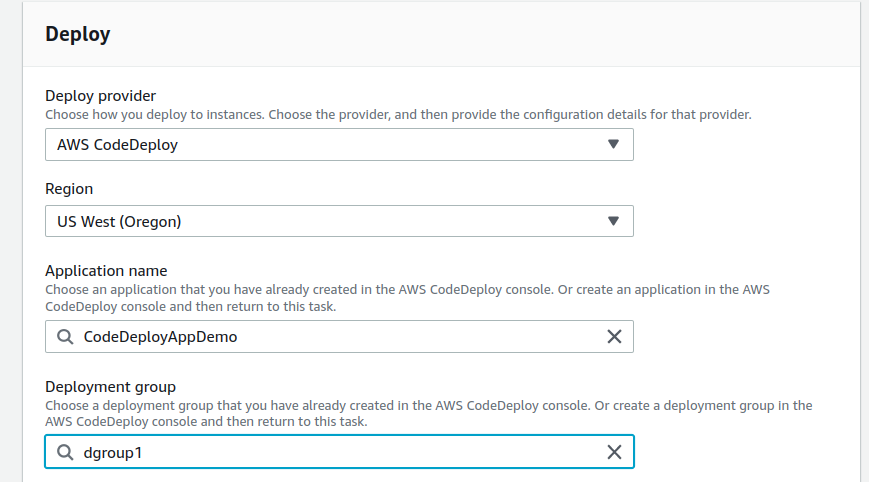 Deploy
Deploy provider
Choose how you deploy to instances. Choose the provider, and then provide the configuration details for that provider.
AWS CodeDeploy
Region
US West (Oregon)
Application name
Choose an application that you have already created in the AWS CodeDeploy console. Or create an application in the AWS
CodeDeploy console and then return to this task.
CodeDeployAppDemo
Deployment group
Choose a deployment group that you have already created in the AWS CodeDeploy console. Or create a deployment group in the
AWS CodeDeploy console and then return to this task.
dgroup1